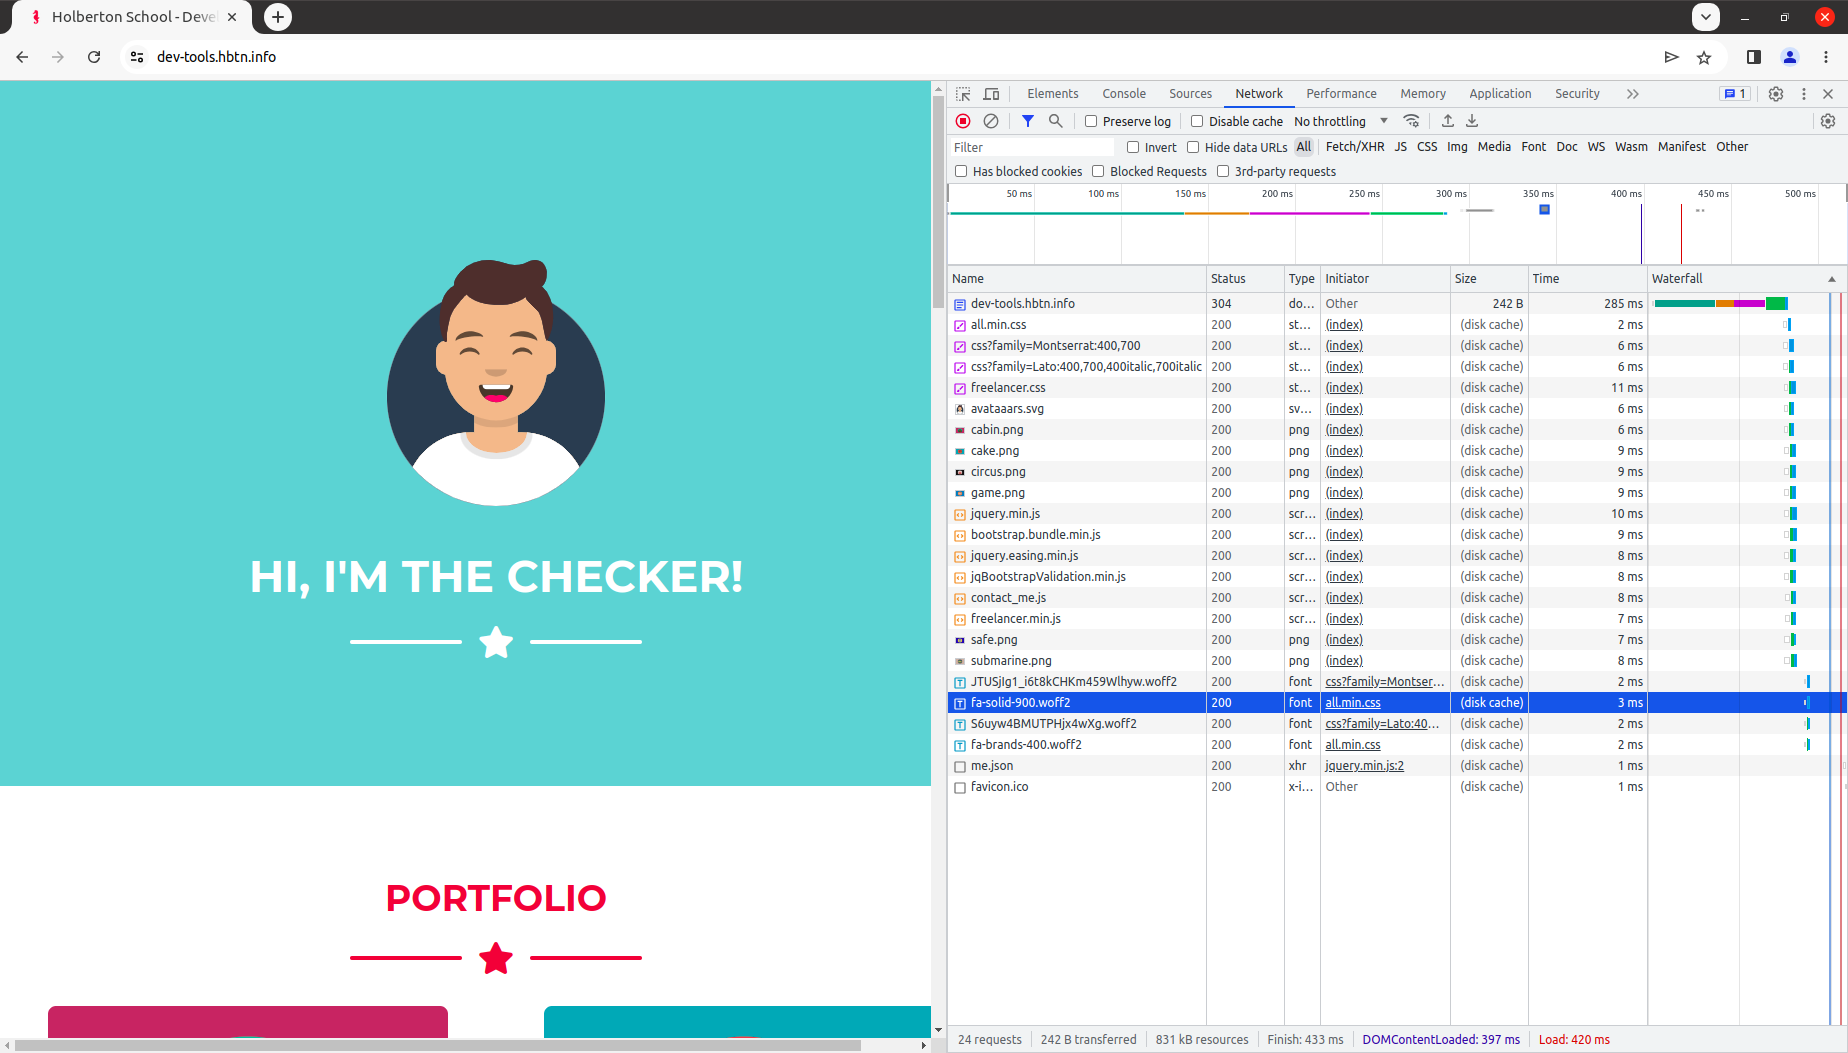 Holberton School - Deve
dev-tools.hbtn.info
HI, I'M THE CHECKER!
PORTFOLIO
Elements Console Sources Network Performance Memory Application Security 1
Preserve log Disable cache No throttling
Filter Invert Hide data URLs All Fetch/XHR JS CSS Img Media Font Doc WS Wasm Manifest Other
Has blocked cookies Blocked Requests 3rd-party requests
50 ms 100 ms 150 ms 200 ms 250 ms 300 ms 350 ms 400 ms 450 ms 500 ms
Name Status Type Initiator Size Time Waterfall
dev-tools.hbtn.info 304 do... Other 242 B 285 ms
all.min.css 200 st... (index) (disk cache) 2 ms
css?family=Montserrat:400,700 200 st... (index) (disk cache) 6 ms
css?family=Lato:400,700,400italic,700italic 200 st... (index) (disk cache) 6 ms
freelancer.css 200 st... (index) (disk cache) 11 ms
avataaars.svg 200 sv... (index) (disk cache) 6 ms
cabin.png 200 png (index) (disk cache) 6 ms
cake.png 200 png (index) (disk cache) 9 ms
circus.png 200 png (index) (disk cache) 9 ms
game.png 200 png (index) (disk cache) 9 ms
jquery.min.js 200 scr... (index) (disk cache) 10 ms
bootstrap.bundle.min.js 200 scr... (index) (disk cache) 9 ms
jquery.easing.min.js 200 scr... (index) (disk cache) 8 ms
jqBootstrapValidation.min.js 200 scr... (index) (disk cache) 8 ms
contact_me.js 200 scr... (index) (disk cache) 8 ms
freelancer.min.js 200 scr... (index) (disk cache) 7 ms
safe.png 200 png (index) (disk cache) 7 ms
submarine.png 200 png (index) (disk cache) 8 ms
JTUSjIg1_i6t8kCHKm459Wlhyw.woff2 200 font css?family=Montser... (disk cache) 2 ms
fa-solid-900.woff2 200 font all.min.css (disk cache) 3 ms
S6uyw4BMUTPHjx4wXg.woff2 200 font css?family=Lato:40... (disk cache) 2 ms
fa-brands-400.woff2 200 font all.min.css (disk cache) 2 ms
me.json 200 xhr jquery.min.js:2 (disk cache) 1 ms
favicon.ico 200 x-i... Other (disk cache) 1 ms
24 requests 242 B transferred 831 kB resources Finish: 433 ms DOMContentLoaded: 397 ms Load: 420 ms